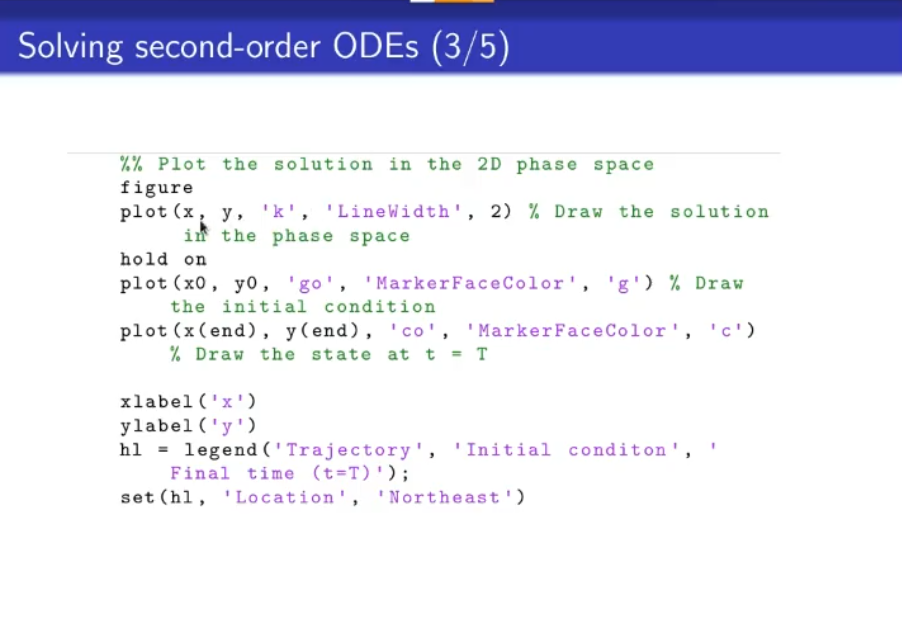 Solving second-order ODEs (3/5)
%% Plot the solution in the 2D phase space
figure
plot(x, y, 'k', 'LineWidth', 2) % Draw the solution
in the phase space
hold on
plot(x0, y0, 'go', 'MarkerFaceColor', 'g') % Draw
the initial condition
plot(x(end), y(end), 'co', 'MarkerFaceColor', 'c')
% Draw the state at t = T
xlabel('x')
ylabel('y')
hl = legend('Trajectory', 'Initial conditon', '
Final time (t=T)');
set(hl, 'Location', 'Northeast')